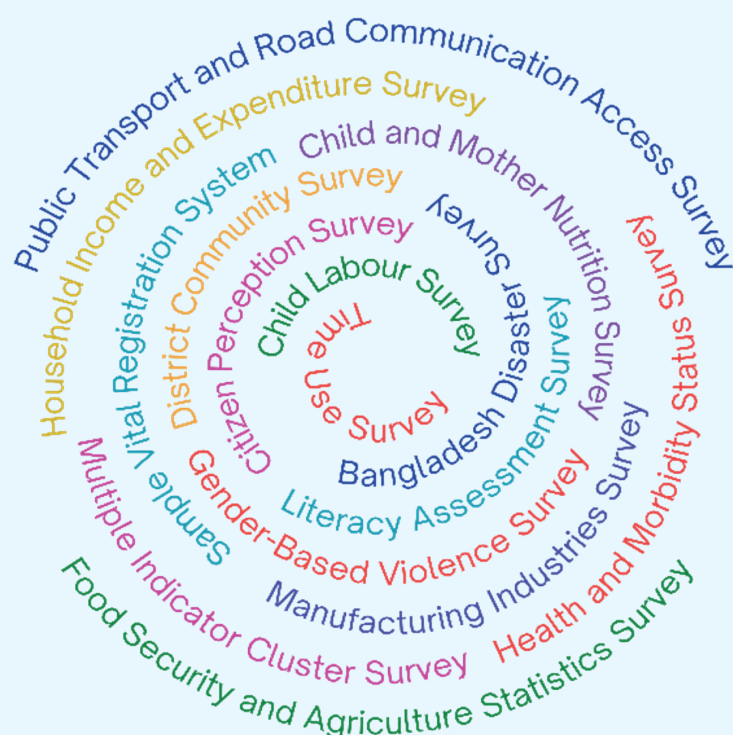 Public Transport and Road Communication Access Survey
Household Income and Expenditure Survey
Child and Mother Nutrition Survey
Sample Vital Registration System
District Community Survey
Bangladesh Disaster Survey
Citizen Perception Survey
Child Labour Survey
Time Use Survey
Literacy Assessment Survey
Gender-Based Violence Survey
Manufacturing Industries Survey
Health and Morbidity Status Survey
Multiple Indicator Cluster Survey
Food Security and Agriculture Statistics Survey